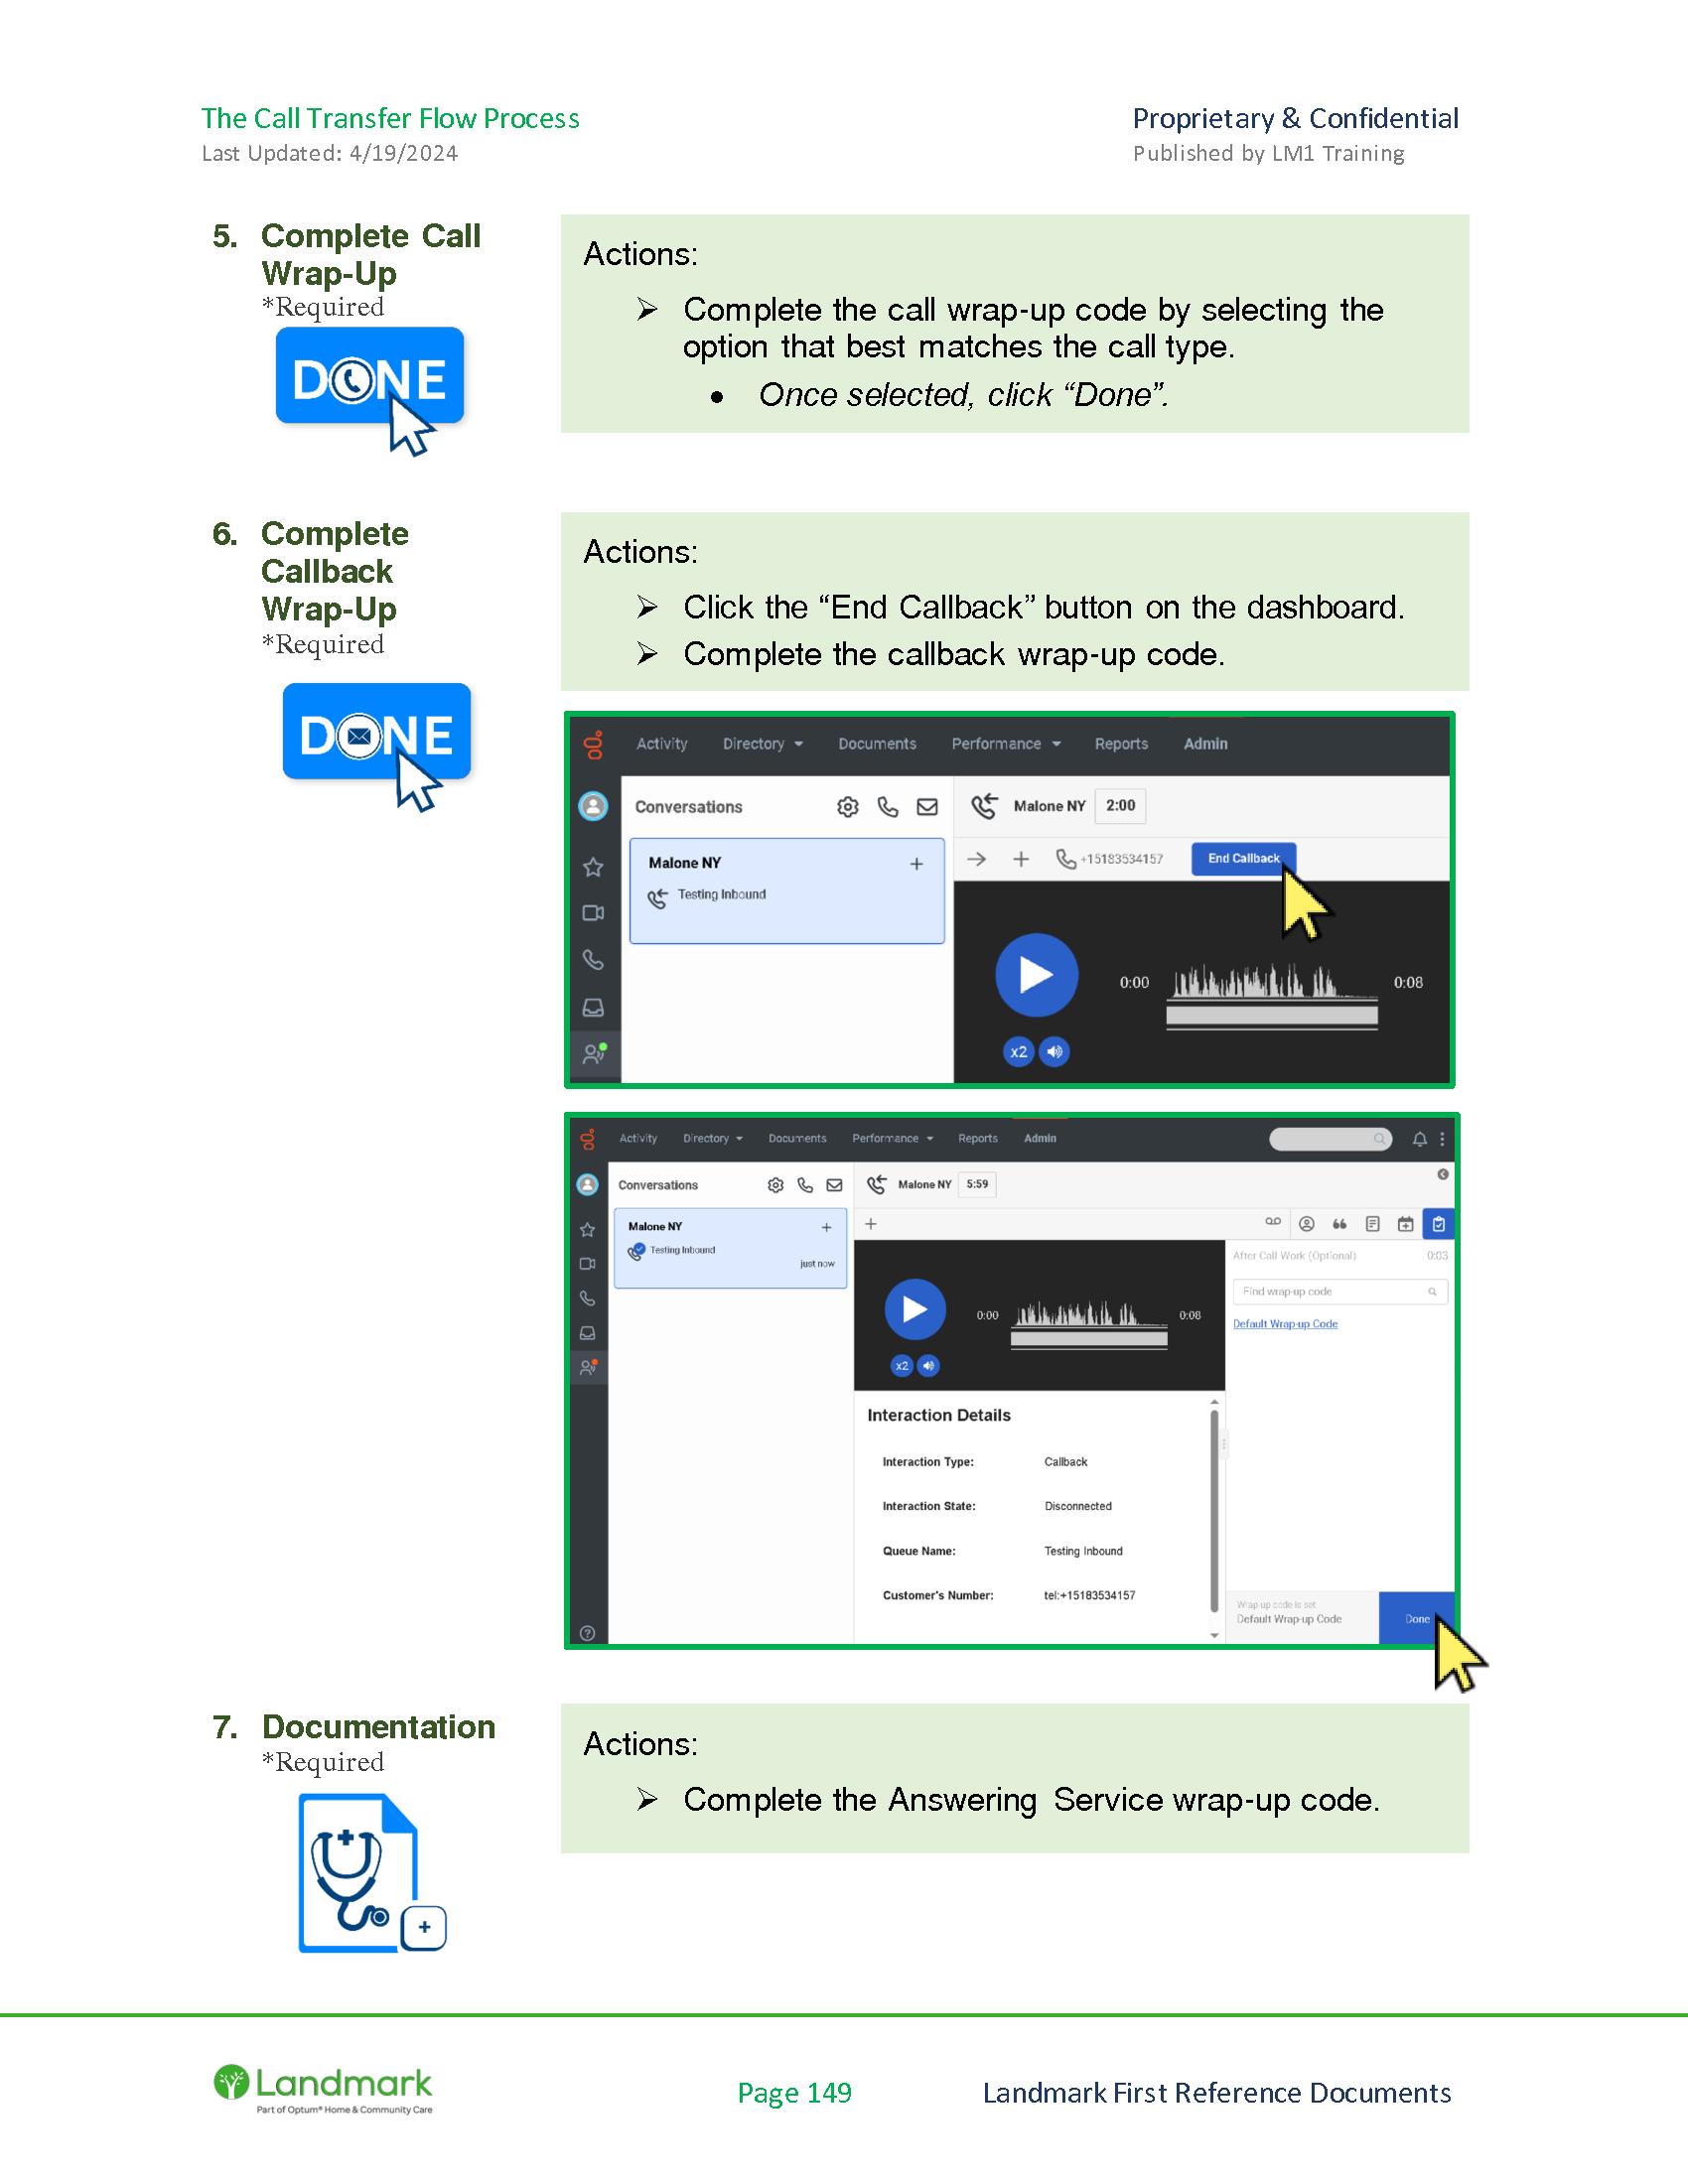 The Call Transfer Flow Process
Proprietary & Confidential
Last Updated: 4/19/2024
Published by LM1 Training
5. Complete Call
Wrap-Up
*Required
DONE
Actions:
➢ Complete the call wrap-up code by selecting the
option that best matches the call type.
• Once selected, click “Done”.
6. Complete
Callback
Wrap-Up
*Required
DONE
Actions:
➢ Click the “End Callback” button on the dashboard.
➢ Complete the callback wrap-up code.
Activity Directory Documents Performance Reports Admin
Conversations
Malone NY 2:00
Malone NY +
Testing Inbound
+15183534157 End Callback
0:00 0:08
x2
Activity Directory Documents Performance Reports Admin
Conversations
Malone NY 5:59
Malone NY +
Testing Inbound
just now
After Call Work (Optional) 0:03
Find wrap-up code
Default Wrap-up Code
0:00 0:08
x2
Interaction Details
Interaction Type: Callback
Interaction State: Disconnected
Queue Name: Testing Inbound
Customer's Number: tel:+15183534157
Wrap-up code is set
Default Wrap-up Code
Done
7. Documentation
*Required
Actions:
➢ Complete the Answering Service wrap-up code.
Landmark
Part of Optum® Home & Community Care
Page 149
Landmark First Reference Documents